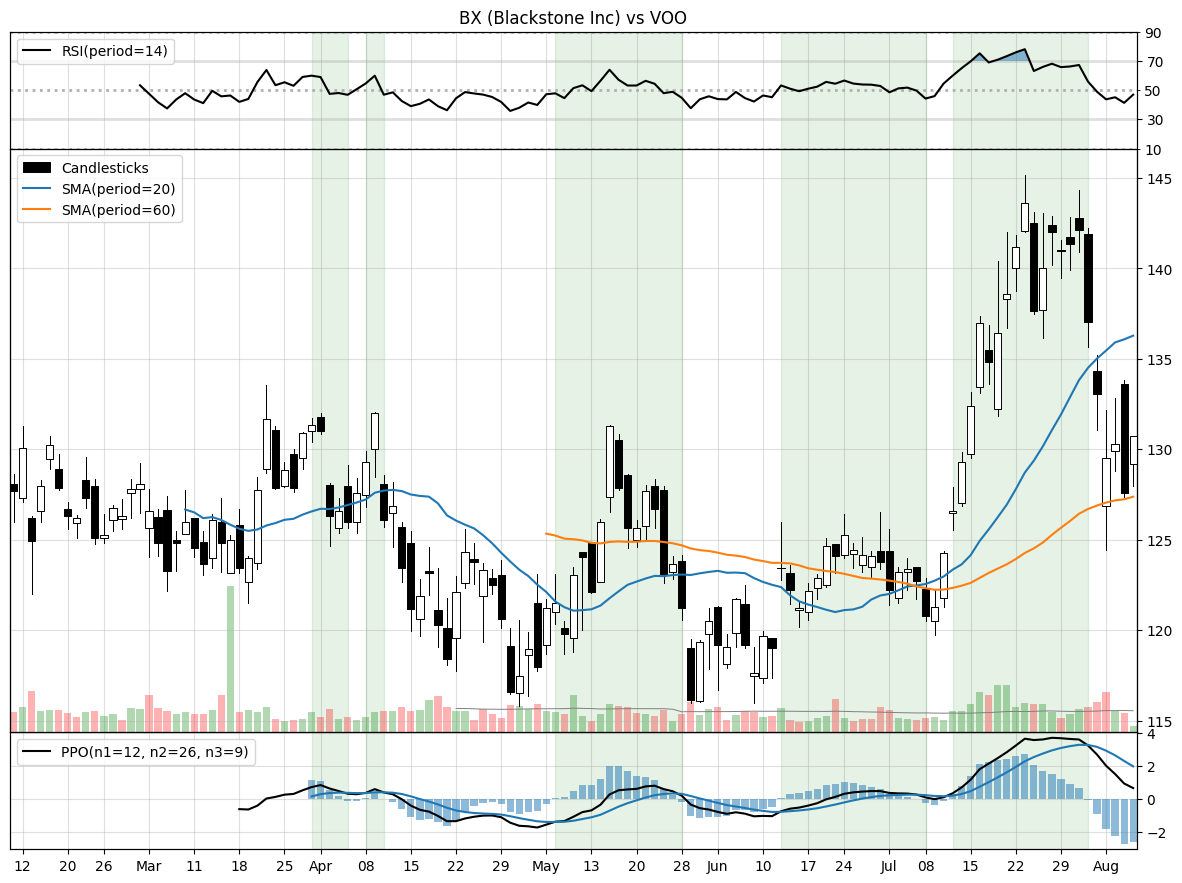 BX (Blackstone Inc) vs VOO
RSI(period=14)
90
70
50
30
10
Candlesticks
SMA(period=20)
SMA(period=60)
145
140
135
130
125
120
115
PPO(n1=12, n2=26, n3=9)
4
2
0
−2
12 20 26 Mar 11 18 25 Apr 08 15 22 29 May 13 20 28 Jun 10 17 24 Jul 08 15 22 29 Aug